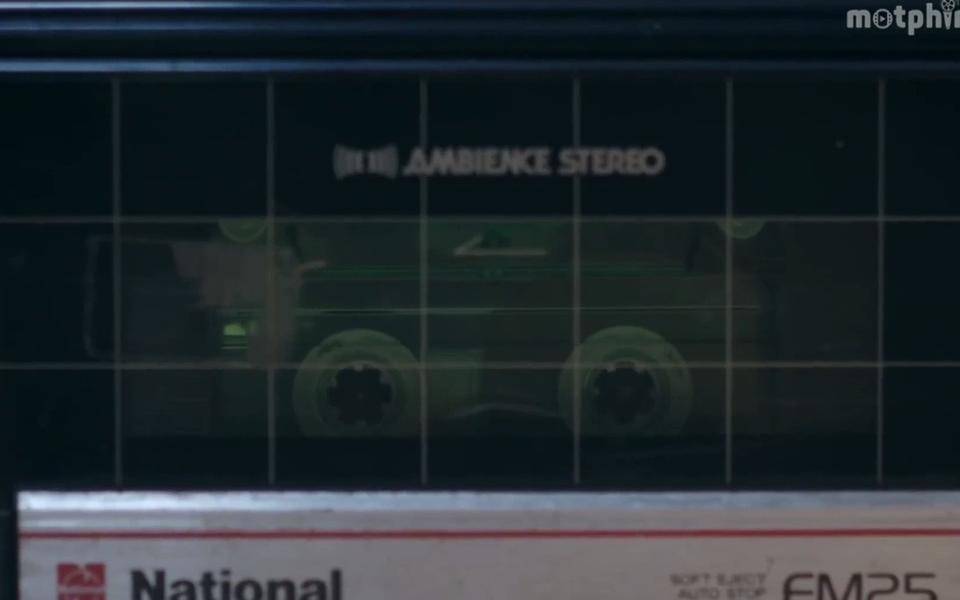 motphim
AMBIENCE STEREO
National
SOFT EJECT
AUTO STOP
FM25